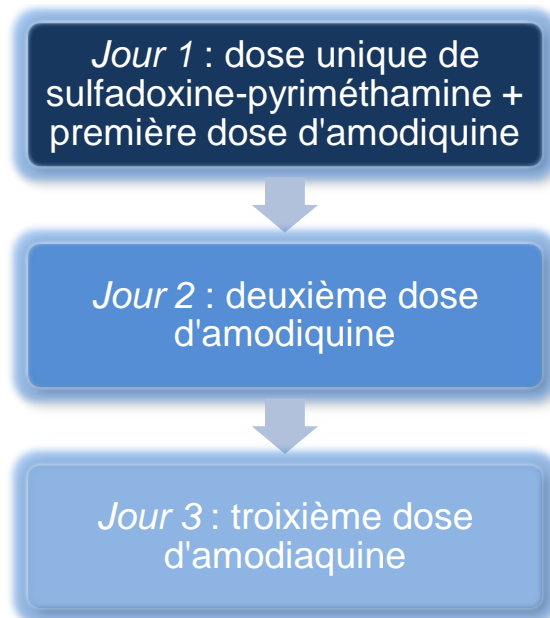 Jour 1 : dose unique de
sulfadoxine-pyriméthamine +
première dose d'amodiquine
Jour 2 : deuxième dose
d'amodiquine
Jour 3 : troixième dose
d'amodiaquine